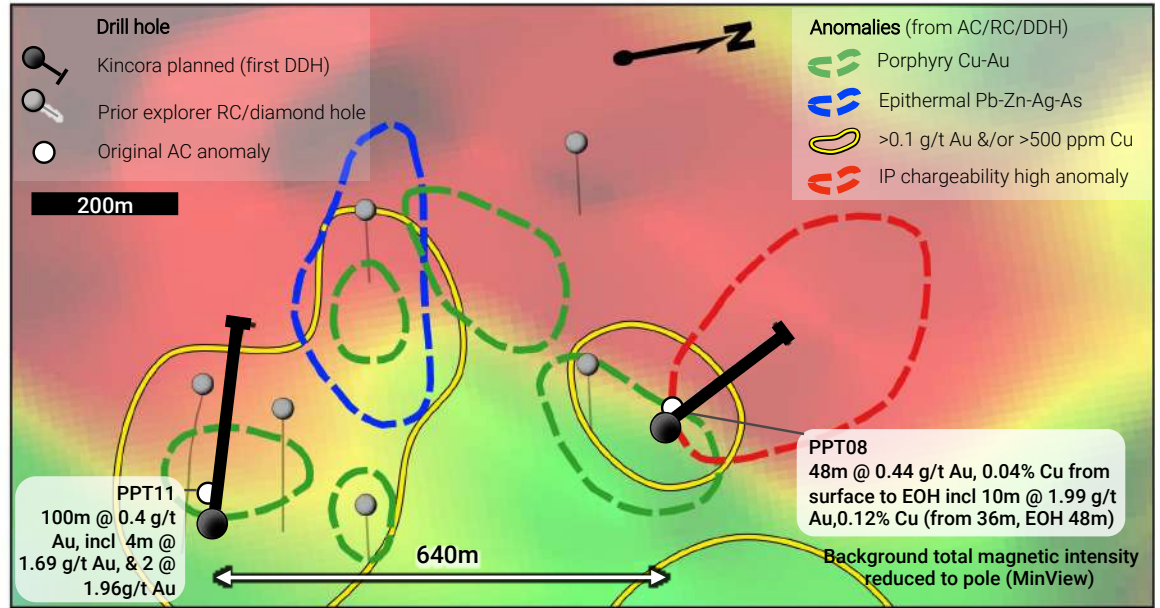 Drill hole
Kincora planned (first DDH)
Prior explorer RC/diamond hole
Original AC anomaly
200m
N
Anomalies (from AC/RC/DDH)
Porphyry Cu-Au
Epithermal Pb-Zn-Ag-As
>0.1 g/t Au &/or >500 ppm Cu
IP chargeability high anomaly
PPT11
100m @ 0.4 g/t
Au, incl 4m @
1.69 g/t Au, & 2 @
1.96g/t Au
640m
PPT08
48m @ 0.44 g/t Au, 0.04% Cu from
surface to EOH incl 10m @ 1.99 g/t
Au,0.12% Cu (from 36m, EOH 48m)
Background total magnetic intensity
reduced to pole (MinView)